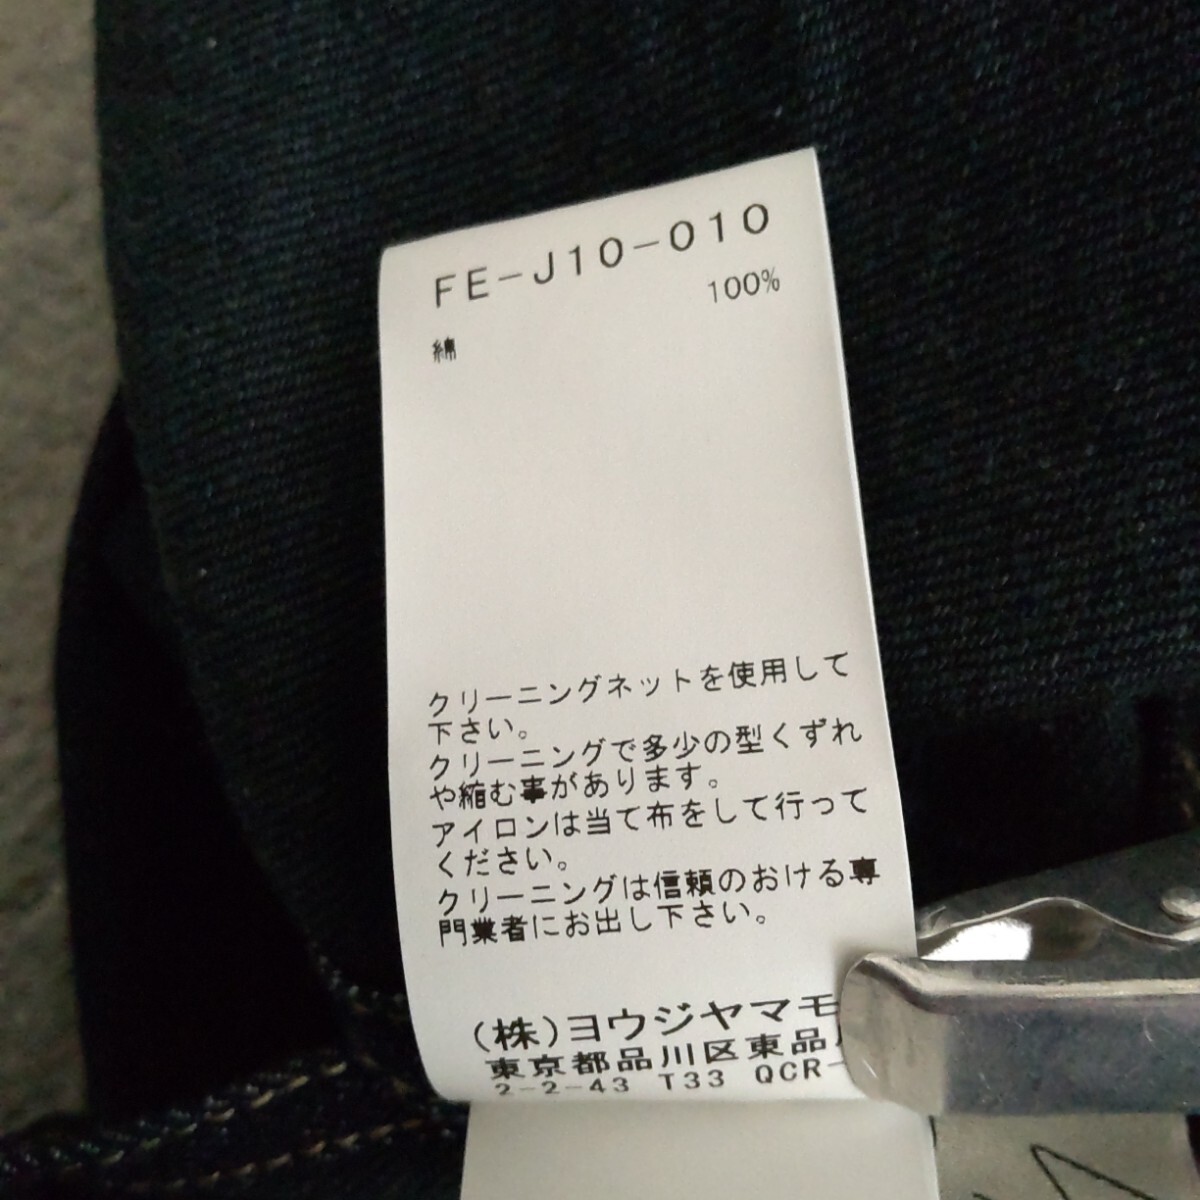 FE-J10-010
綿 100%
クリーニングネットを使用して
下さい。
クリーニングで多少の型くずれ
や縮む事があります。
アイロンは当て布をして行って
ください。
クリーニングは信頼のおける専
門業者にお出し下さい。
(株)ヨウジヤマモ
東京都品川区東品
2-2-43 T33 QCR-